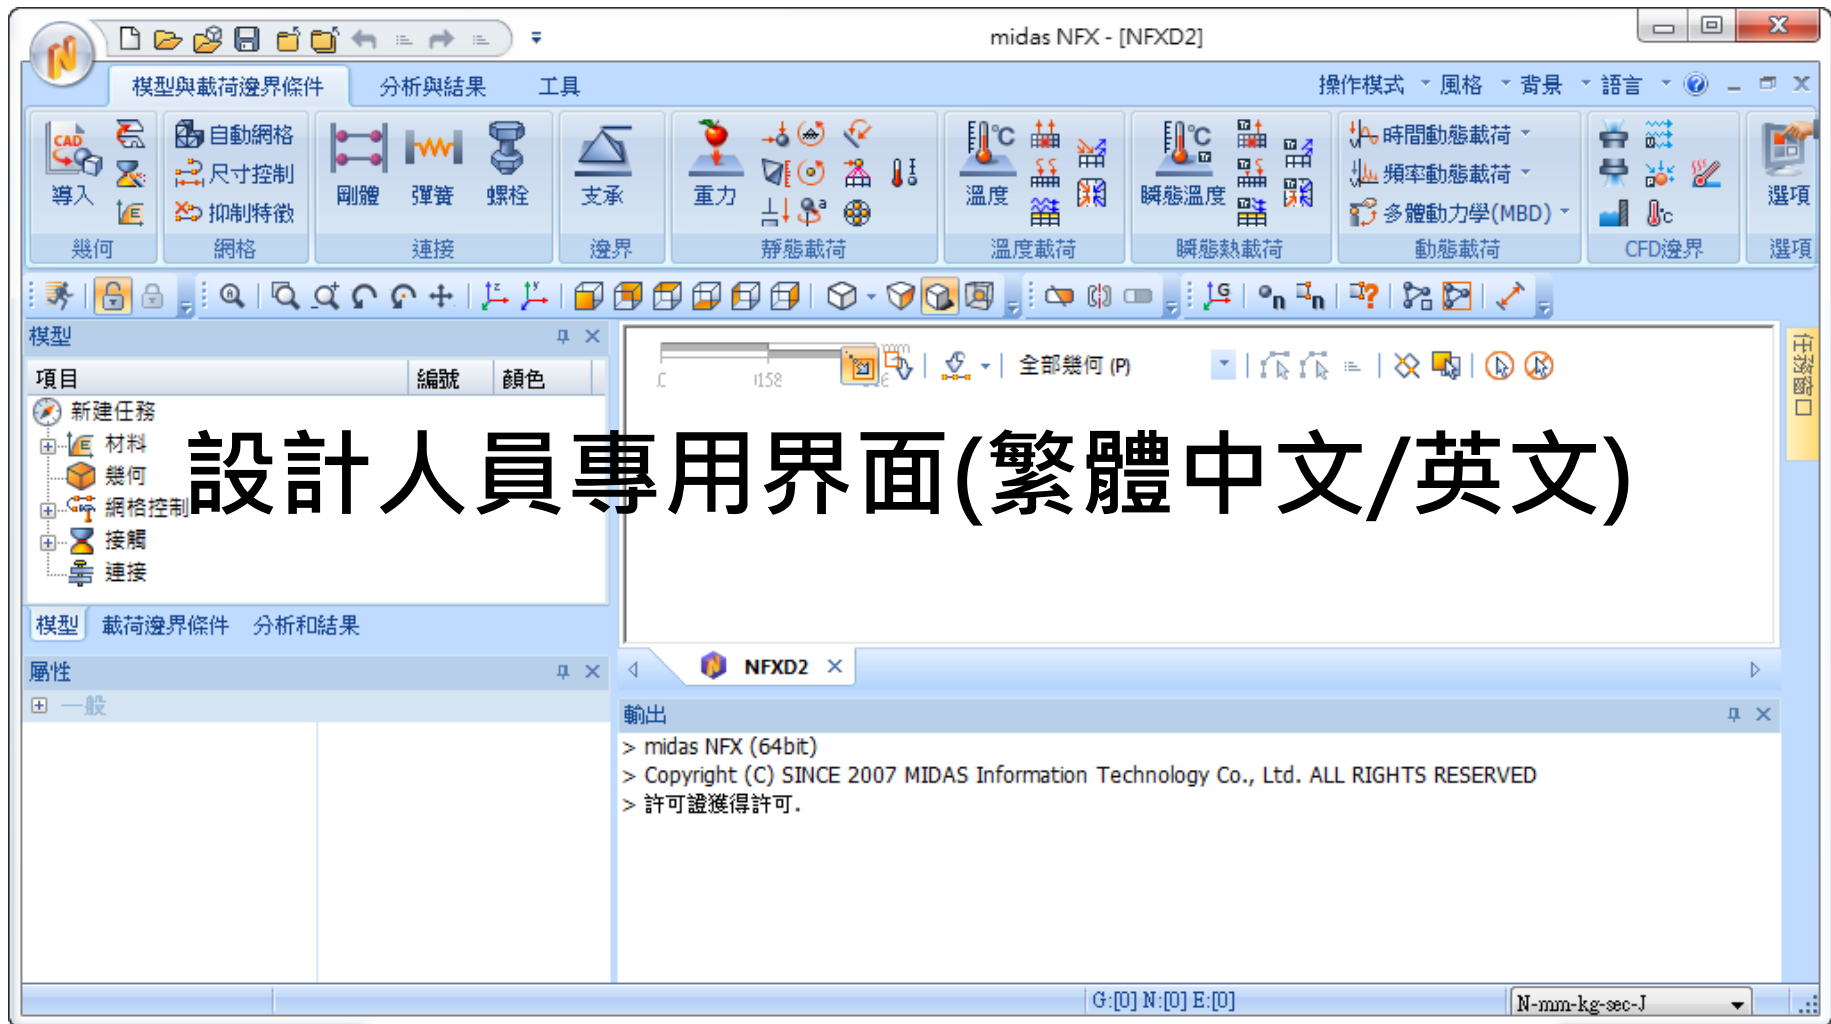 midas NFX - [NFXD2]
模型與載荷邊界條件 分析與結果 工具 操作模式 風格 背景 語言
CAD
導入
自動網格
尺寸控制
抑制特徵
剛體 彈簧 螺栓 支承 重力 溫度 瞬態溫度
時間動態載荷
頻率動態載荷
多體動力學(MBD)
選項
幾何 網格 連接 邊界 靜態載荷 溫度載荷 瞬態熱載荷 動態載荷 CFD邊界 選項
模型
項目 編號 顏色
新建任務
材料
幾何
網格控制
接觸
連接
全部幾何 (P)
任務窗口
設計人員專用界面(繁體中文/英文)
模型 載荷邊界條件 分析和結果
屬性
一般
NFXD2
輸出
> midas NFX (64bit)
> Copyright (C) SINCE 2007 MIDAS Information Technology Co., Ltd. ALL RIGHTS RESERVED
> 許可證獲得許可.
G:[0] N:[0] E:[0]
N-mm-kg-sec-J